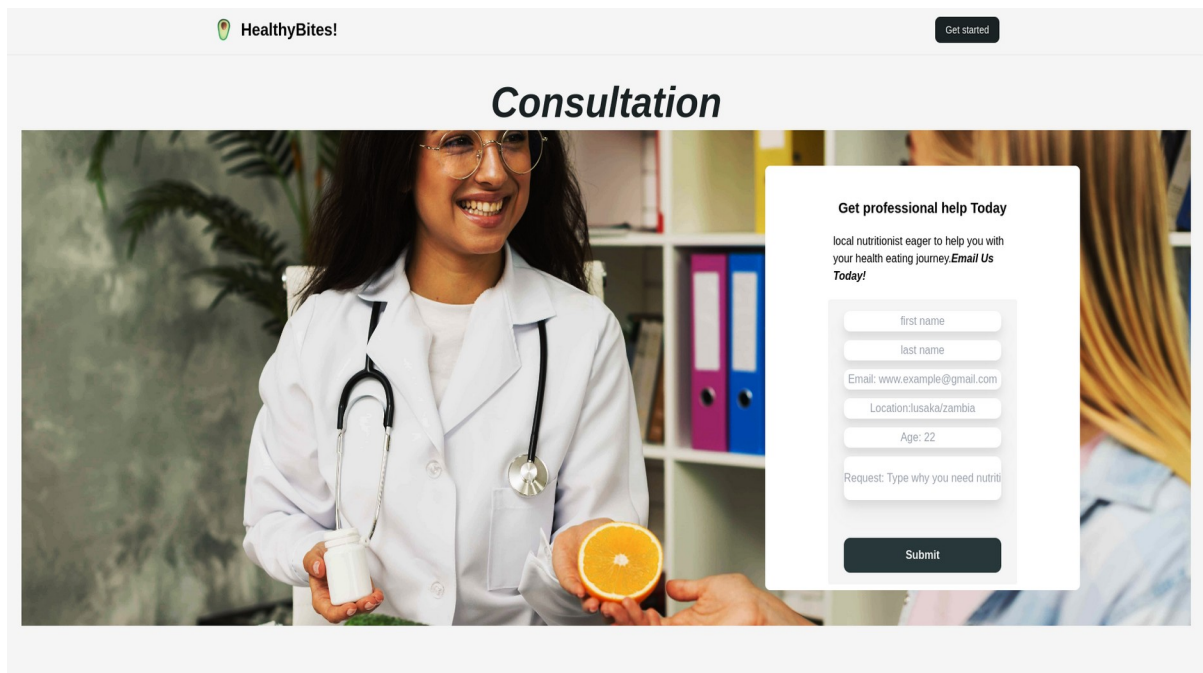 HealthyBites!
Get started
Consultation
Get professional help Today
local nutritionist eager to help you with
your health eating journey.Email Us
Today!
first name
last name
Email: www.example@gmail.com
Location:lusaka/zambia
Age: 22
Request: Type why you need nutriti
Submit